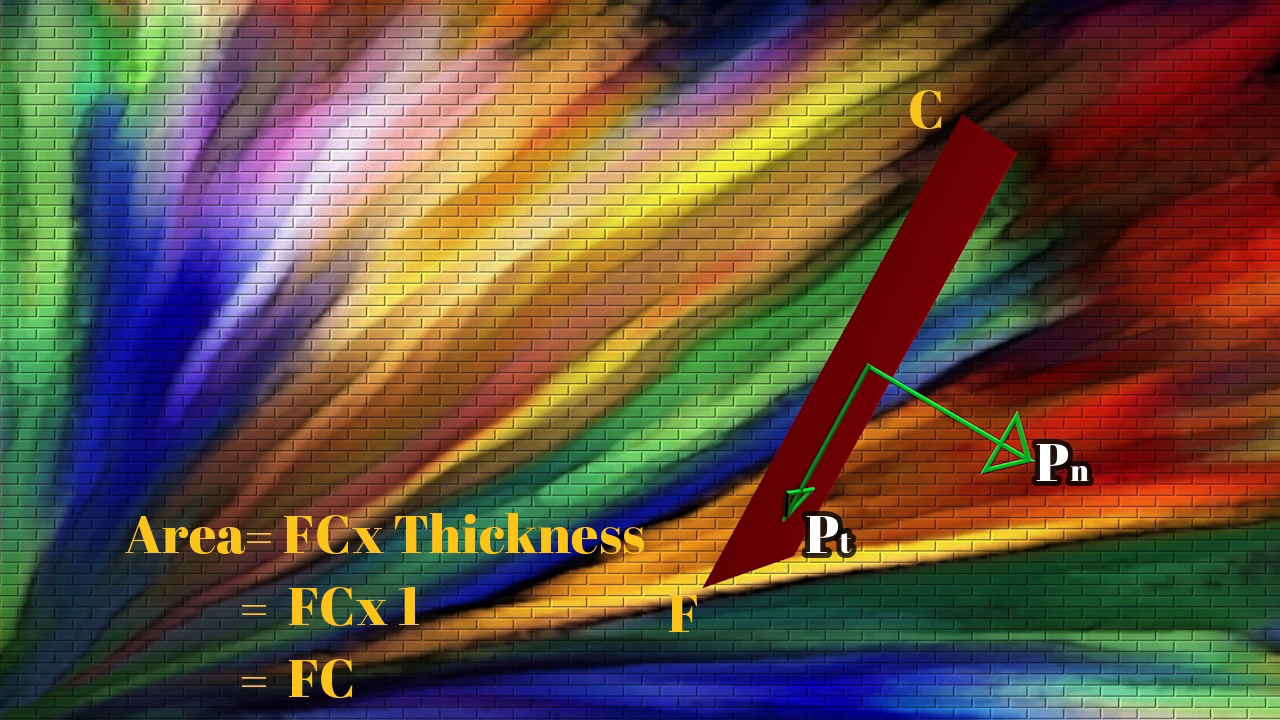 C
Pn
Area= FCx Thickness
Pt
= FCx 1
F
= FC